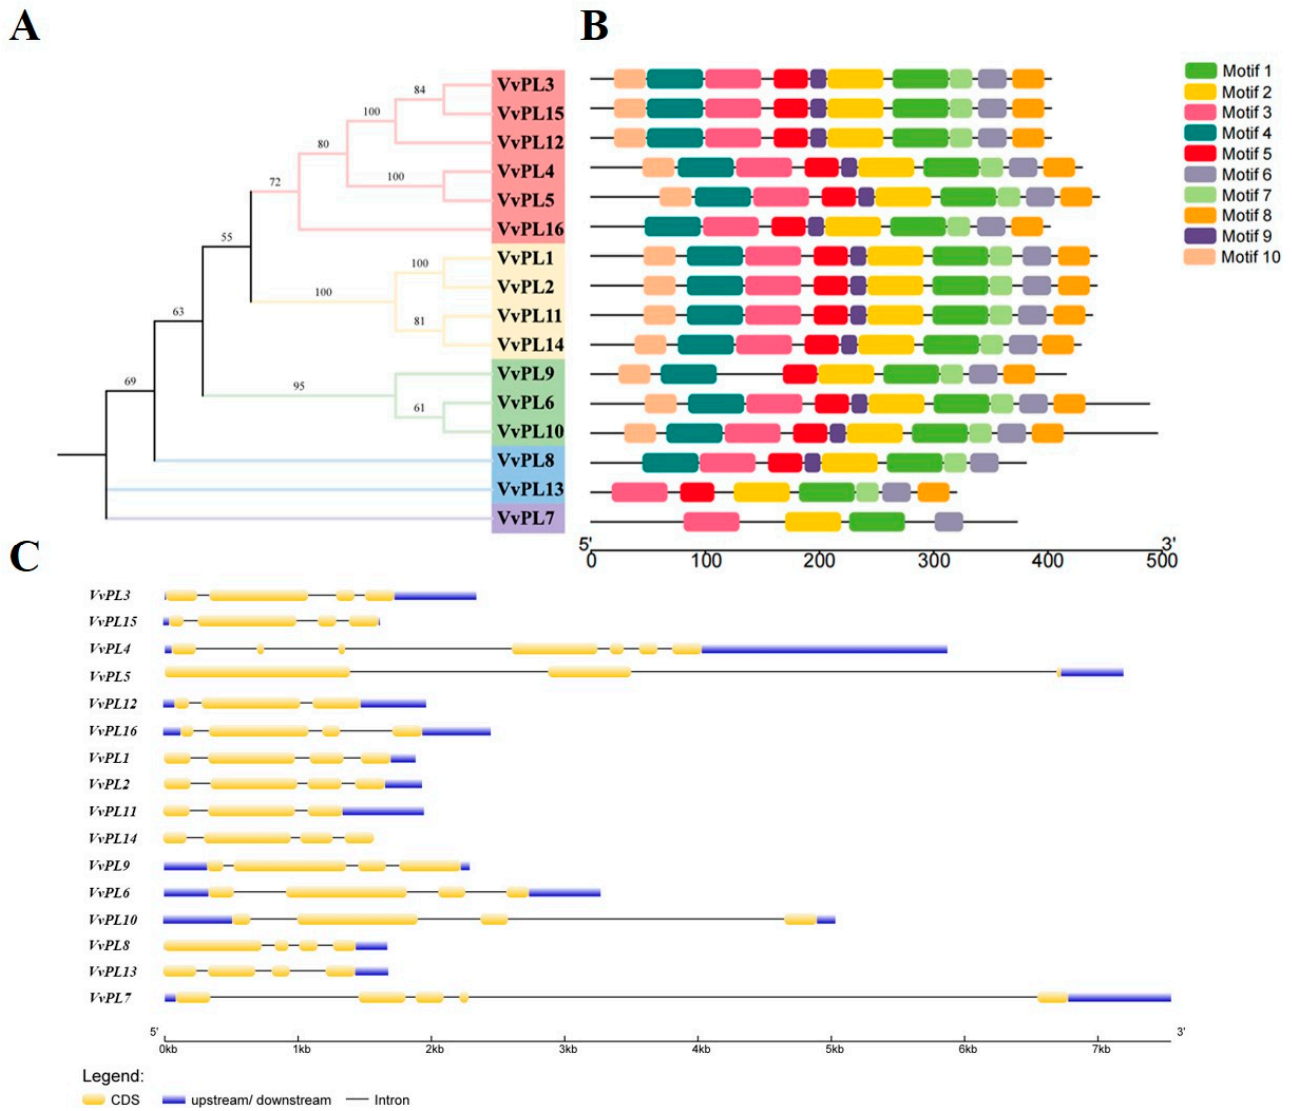 A
B
84
100
80
100
72
55
100
100
81
63
95
61
69
VvPL3
VvPL15
VvPL12
VvPL4
VvPL5
VvPL16
VvPL1
VvPL2
VvPL11
VvPL14
VvPL9
VvPL6
VvPL10
VvPL8
VvPL13
VvPL7
Motif 1
Motif 2
Motif 3
Motif 4
Motif 5
Motif 6
Motif 7
Motif 8
Motif 9
Motif 10
5' 3'
0 100 200 300 400 500
C
VvPL3
VvPL15
VvPL4
VvPL5
VvPL12
VvPL16
VvPL1
VvPL2
VvPL11
VvPL14
VvPL9
VvPL6
VvPL10
VvPL8
VvPL13
VvPL7
5' 3'
0kb 1kb 2kb 3kb 4kb 5kb 6kb 7kb
Legend:
CDS upstream/ downstream Intron